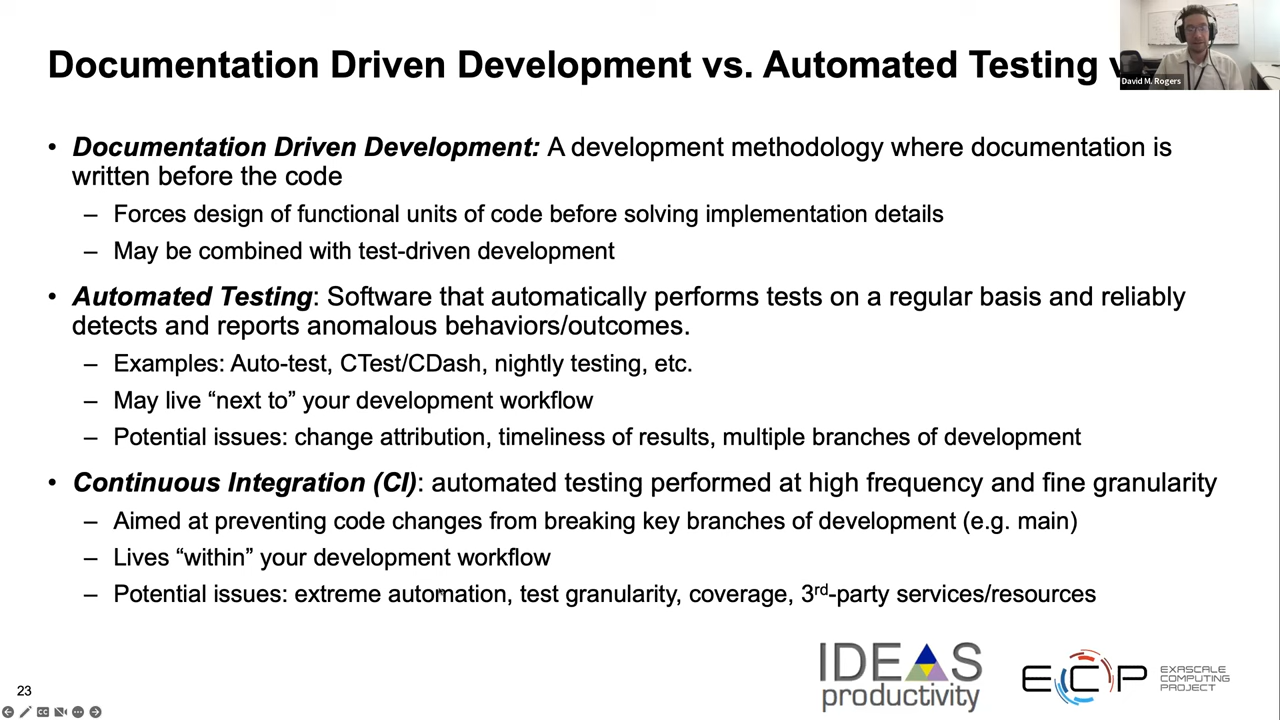 Documentation Driven Development vs. Automated Testing v
David M. Rogers
• Documentation Driven Development: A development methodology where documentation is
written before the code
– Forces design of functional units of code before solving implementation details
– May be combined with test-driven development
• Automated Testing: Software that automatically performs tests on a regular basis and reliably
detects and reports anomalous behaviors/outcomes.
– Examples: Auto-test, CTest/CDash, nightly testing, etc.
– May live “next to” your development workflow
– Potential issues: change attribution, timeliness of results, multiple branches of development
• Continuous Integration (CI): automated testing performed at high frequency and fine granularity
– Aimed at preventing code changes from breaking key branches of development (e.g. main)
– Lives “within” your development workflow
– Potential issues: extreme automation, test granularity, coverage, 3rd-party services/resources
IDEAS
productivity
ECP
EXASCALE
COMPUTING
PROJECT
23